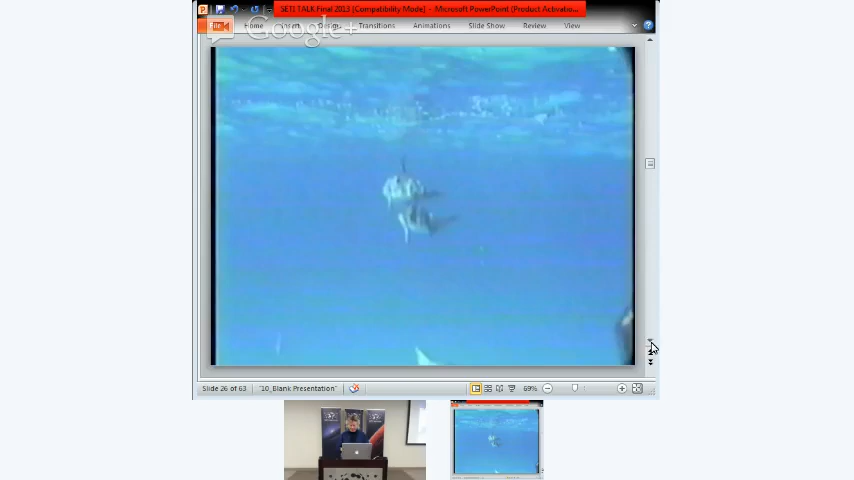 SETI TALK.Final 2013 [Compatibility Mode] - Microsoft PowerPoint (Product Activatio...
File Home Insert Design Transitions Animations Slide Show Review View
Google+
Slide 26 of 63 "10_Blank Presentation" 69%